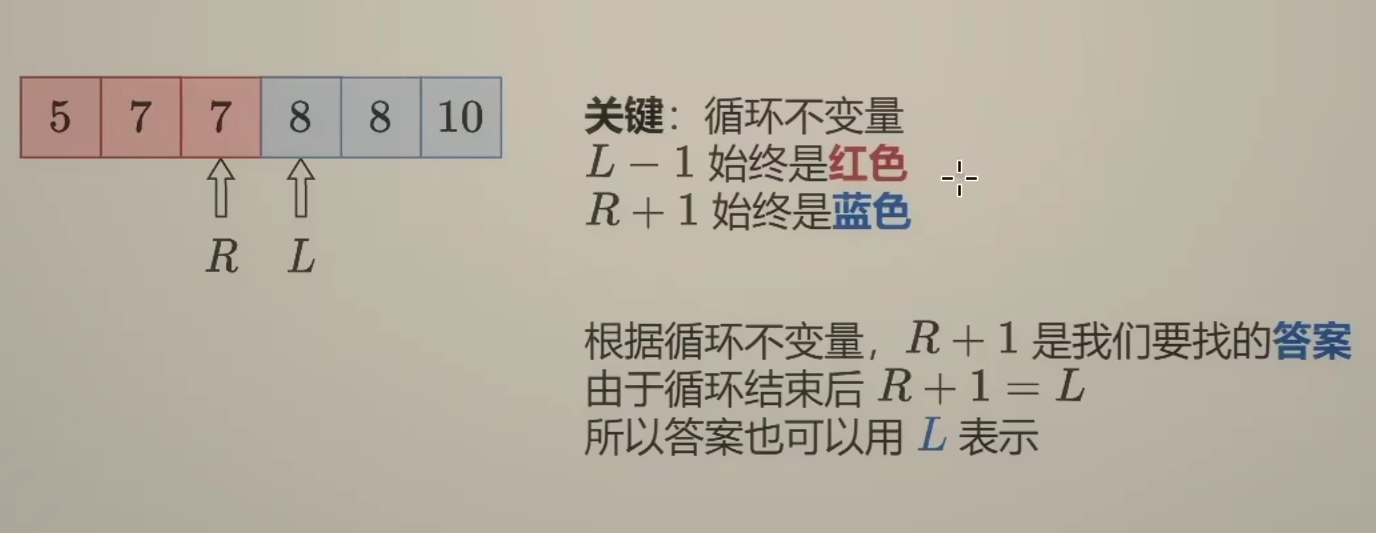 5 7 7 8 8 10
R L
关键：循环不变量
L − 1 始终是红色
R + 1 始终是蓝色
根据循环不变量，R + 1 是我们要找的答案
由于循环结束后 R + 1 = L
所以答案也可以用 L 表示